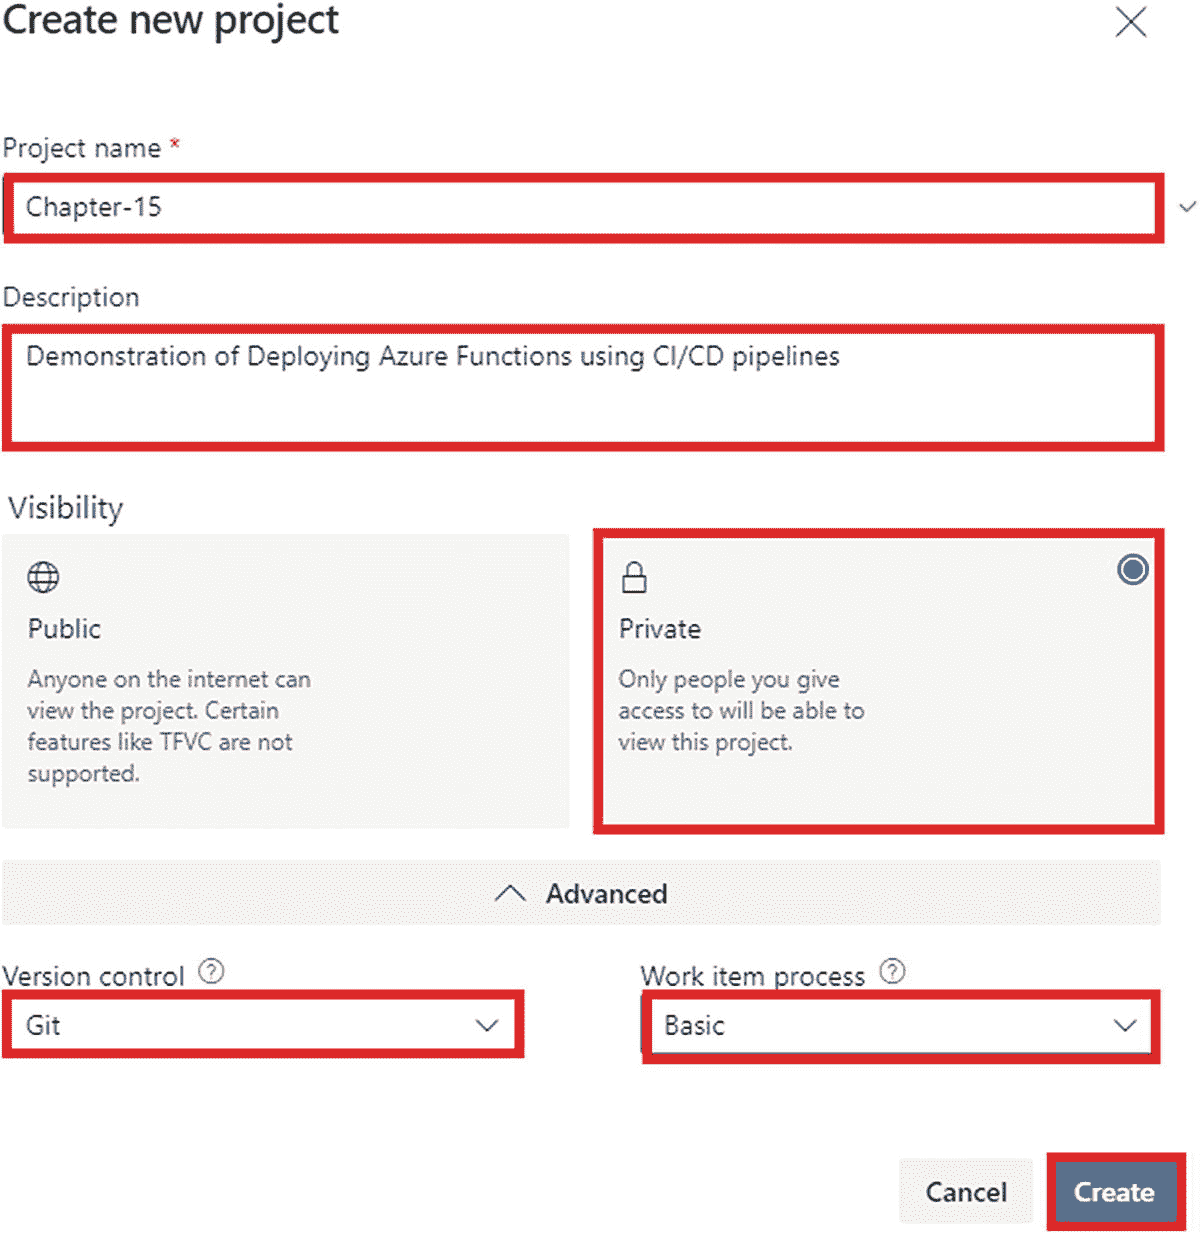 Create new project
Project name *
Chapter-15
Description
Demonstration of Deploying Azure Functions using CI/CD pipelines
Visibility
Public
Anyone on the internet can
view the project. Certain
features like TFVC are not
supported.
Private
Only people you give
access to will be able to
view this project.
Advanced
Version control ?
Git
Work item process ?
Basic
Cancel
Create